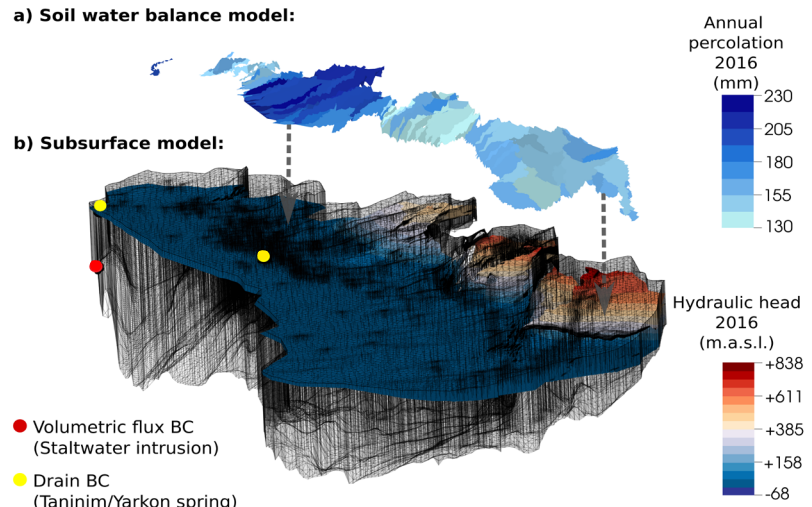 a) Soil water balance model:
Annual
percolation
2016
(mm)
230
205
180
155
130
b) Subsurface model:
Hydraulic head
2016
(m.a.s.l.)
+838
+611
+385
+158
-68
Volumetric flux BC
(Staltwater intrusion)
Drain BC
(Taninim/Yarkon spring)